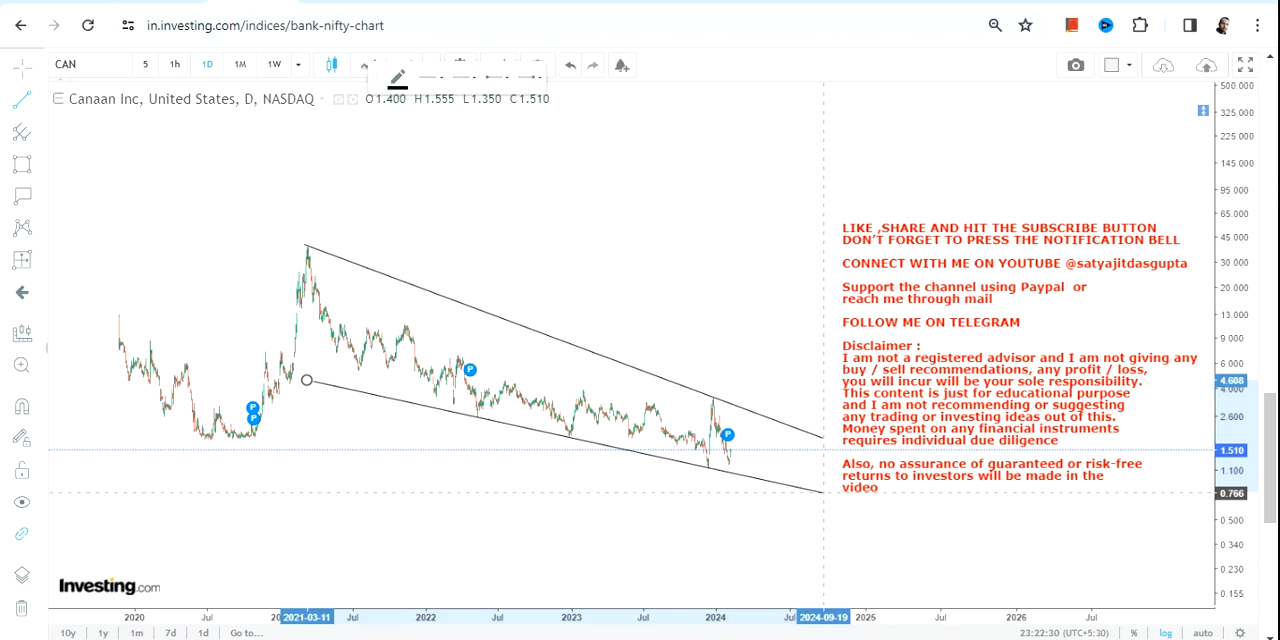 in.investing.com/indices/bank-nifty-chart
CAN 5 1h 1D 1M 1W
Canaan Inc, United States, D, NASDAQ O1.400 H1.555 L1.350 C1.510
500.000
325.000
225.000
145.000
95.000
65.000
45.000
30.000
20.000
13.000
9.000
6.000
4.608
4.000
2.600
1.510
1.100
0.766
0.500
0.340
0.230
0.155
LIKE ,SHARE AND HIT THE SUBSCRIBE BUTTON
DON'T FORGET TO PRESS THE NOTIFICATION BELL
CONNECT WITH ME ON YOUTUBE @satyajitdasgupta
Support the channel using Paypal or
reach me through mail
FOLLOW ME ON TELEGRAM
Disclaimer :
I am not a registered advisor and I am not giving any
buy / sell recommendations, any profit / loss,
you will incur will be your sole responsibility.
This content is just for educational purpose
and I am not recommending or suggesting
any trading or investing ideas out of this.
Money spent on any financial instruments
requires individual due diligence
Also, no assurance of guaranteed or risk-free
returns to investors will be made in the
video
P
P
P
P
Investing.com
2020 Jul 2021-03-11 Jul 2022 Jul 2023 Jul 2024 Jul 2024-09-19 2025 Jul 2026 Jul
10y 1y 1m 7d 1d Go to... 23:22:30 (UTC+5:30) % log auto